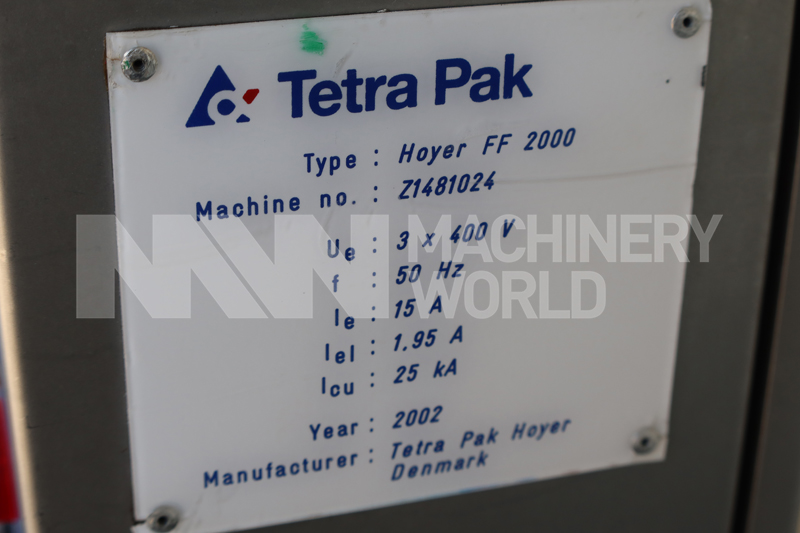 Tetra Pak
Type : Hoyer FF 2000
Machine no. : Z1481024
Ue : 3 x 400 V
f : 50 Hz
Ie : 15 A
Iel : 1.95 A
Icu : 25 kA
Year : 2002
Manufacturer : Tetra Pak Hoyer
Denmark
MW MACHINERY
WORLD